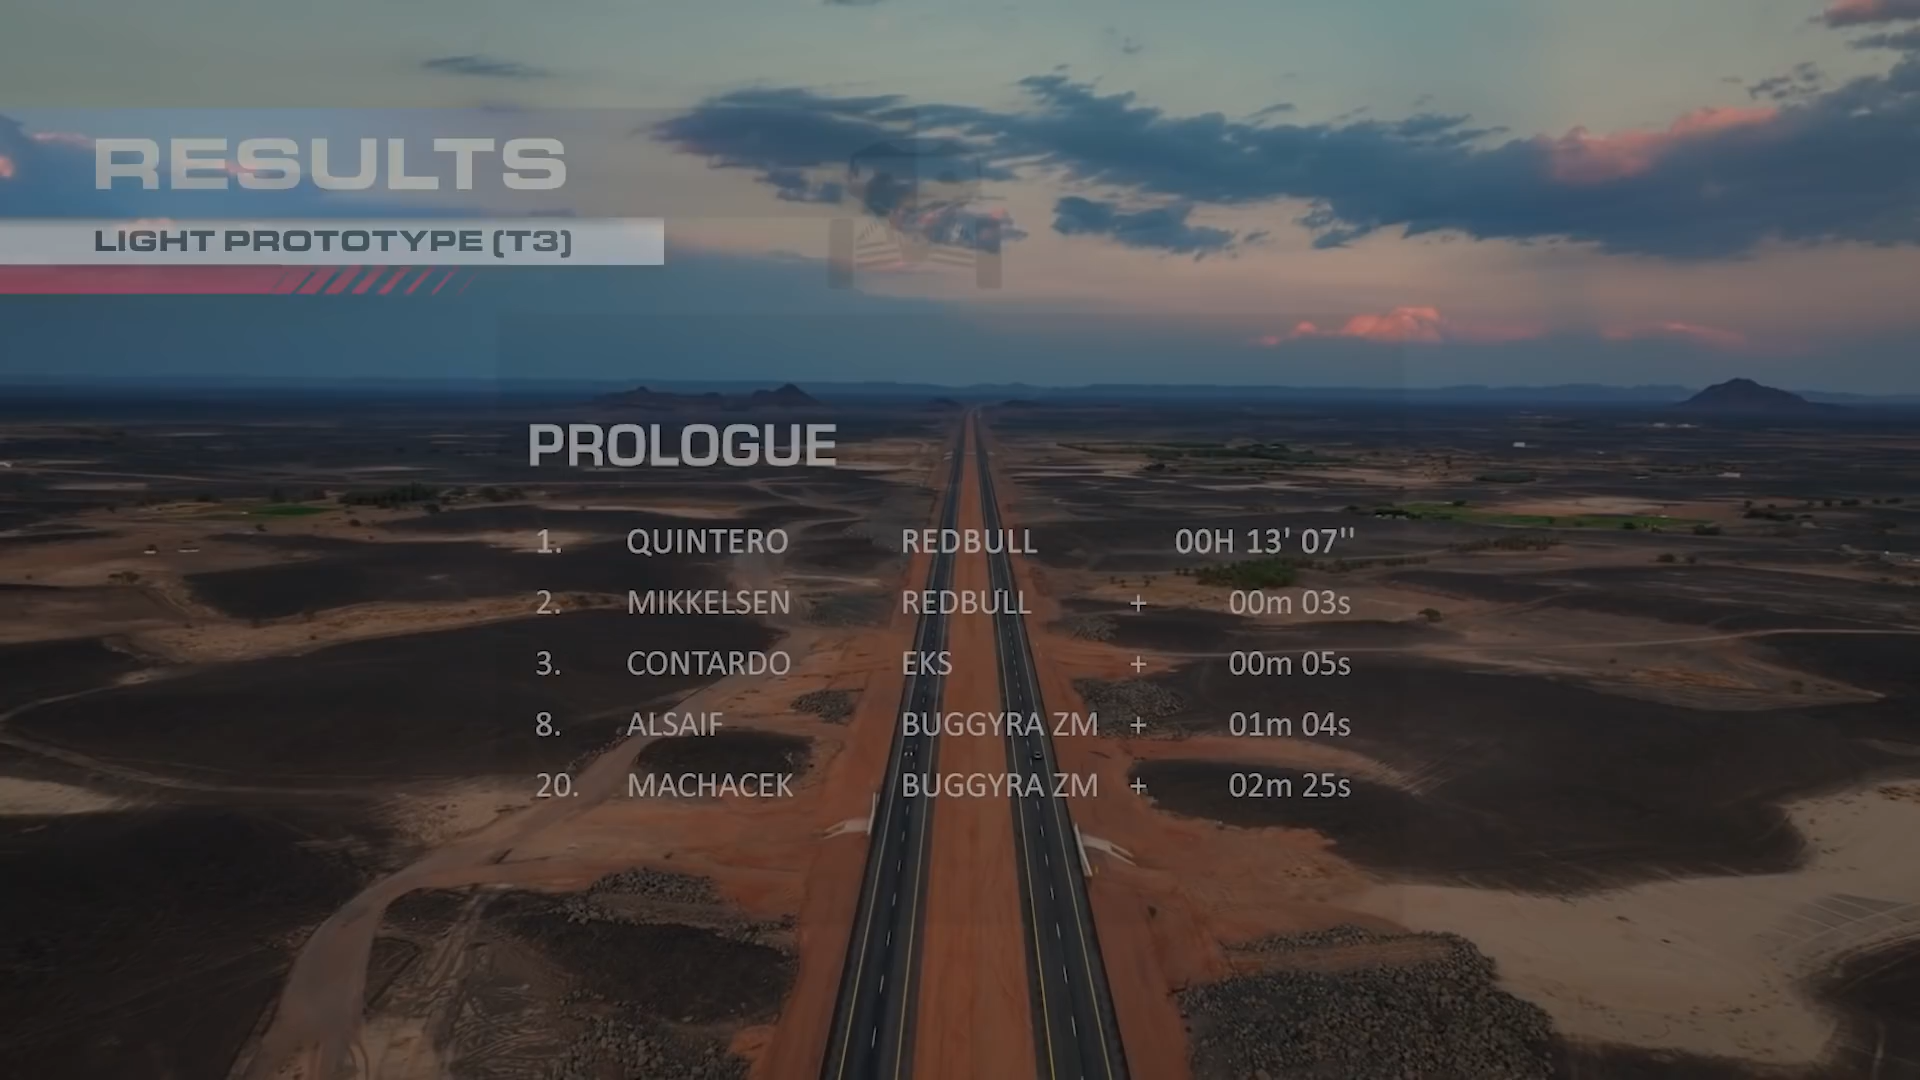 RESULTS
LIGHT PROTOTYPE (T3)
PROLOGUE
1. QUINTERO REDBULL 00H 13' 07''
2. MIKKELSEN REDBULL + 00m 03s
3. CONTARDO EKS + 00m 05s
8. ALSAIF BUGGYRA ZM + 01m 04s
20. MACHACEK BUGGYRA ZM + 02m 25s